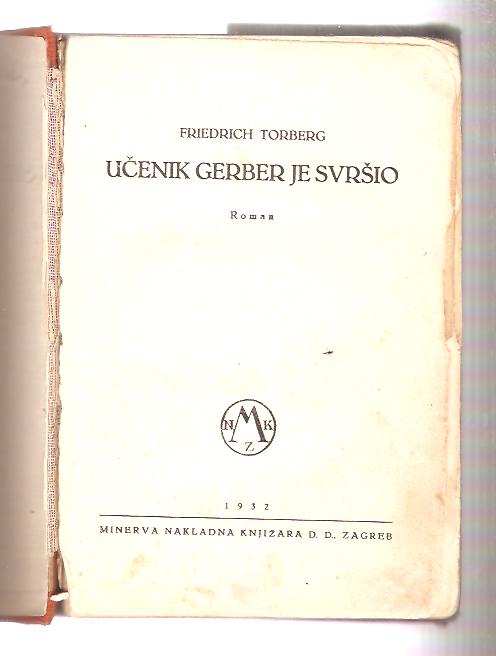 FRIEDRICH TORBERG
UČENIK GERBER JE SVRŠIO
Roman
N M K
Z
1932
MINERVA NAKLADNA KNJIŽARA D. D., ZAGREB